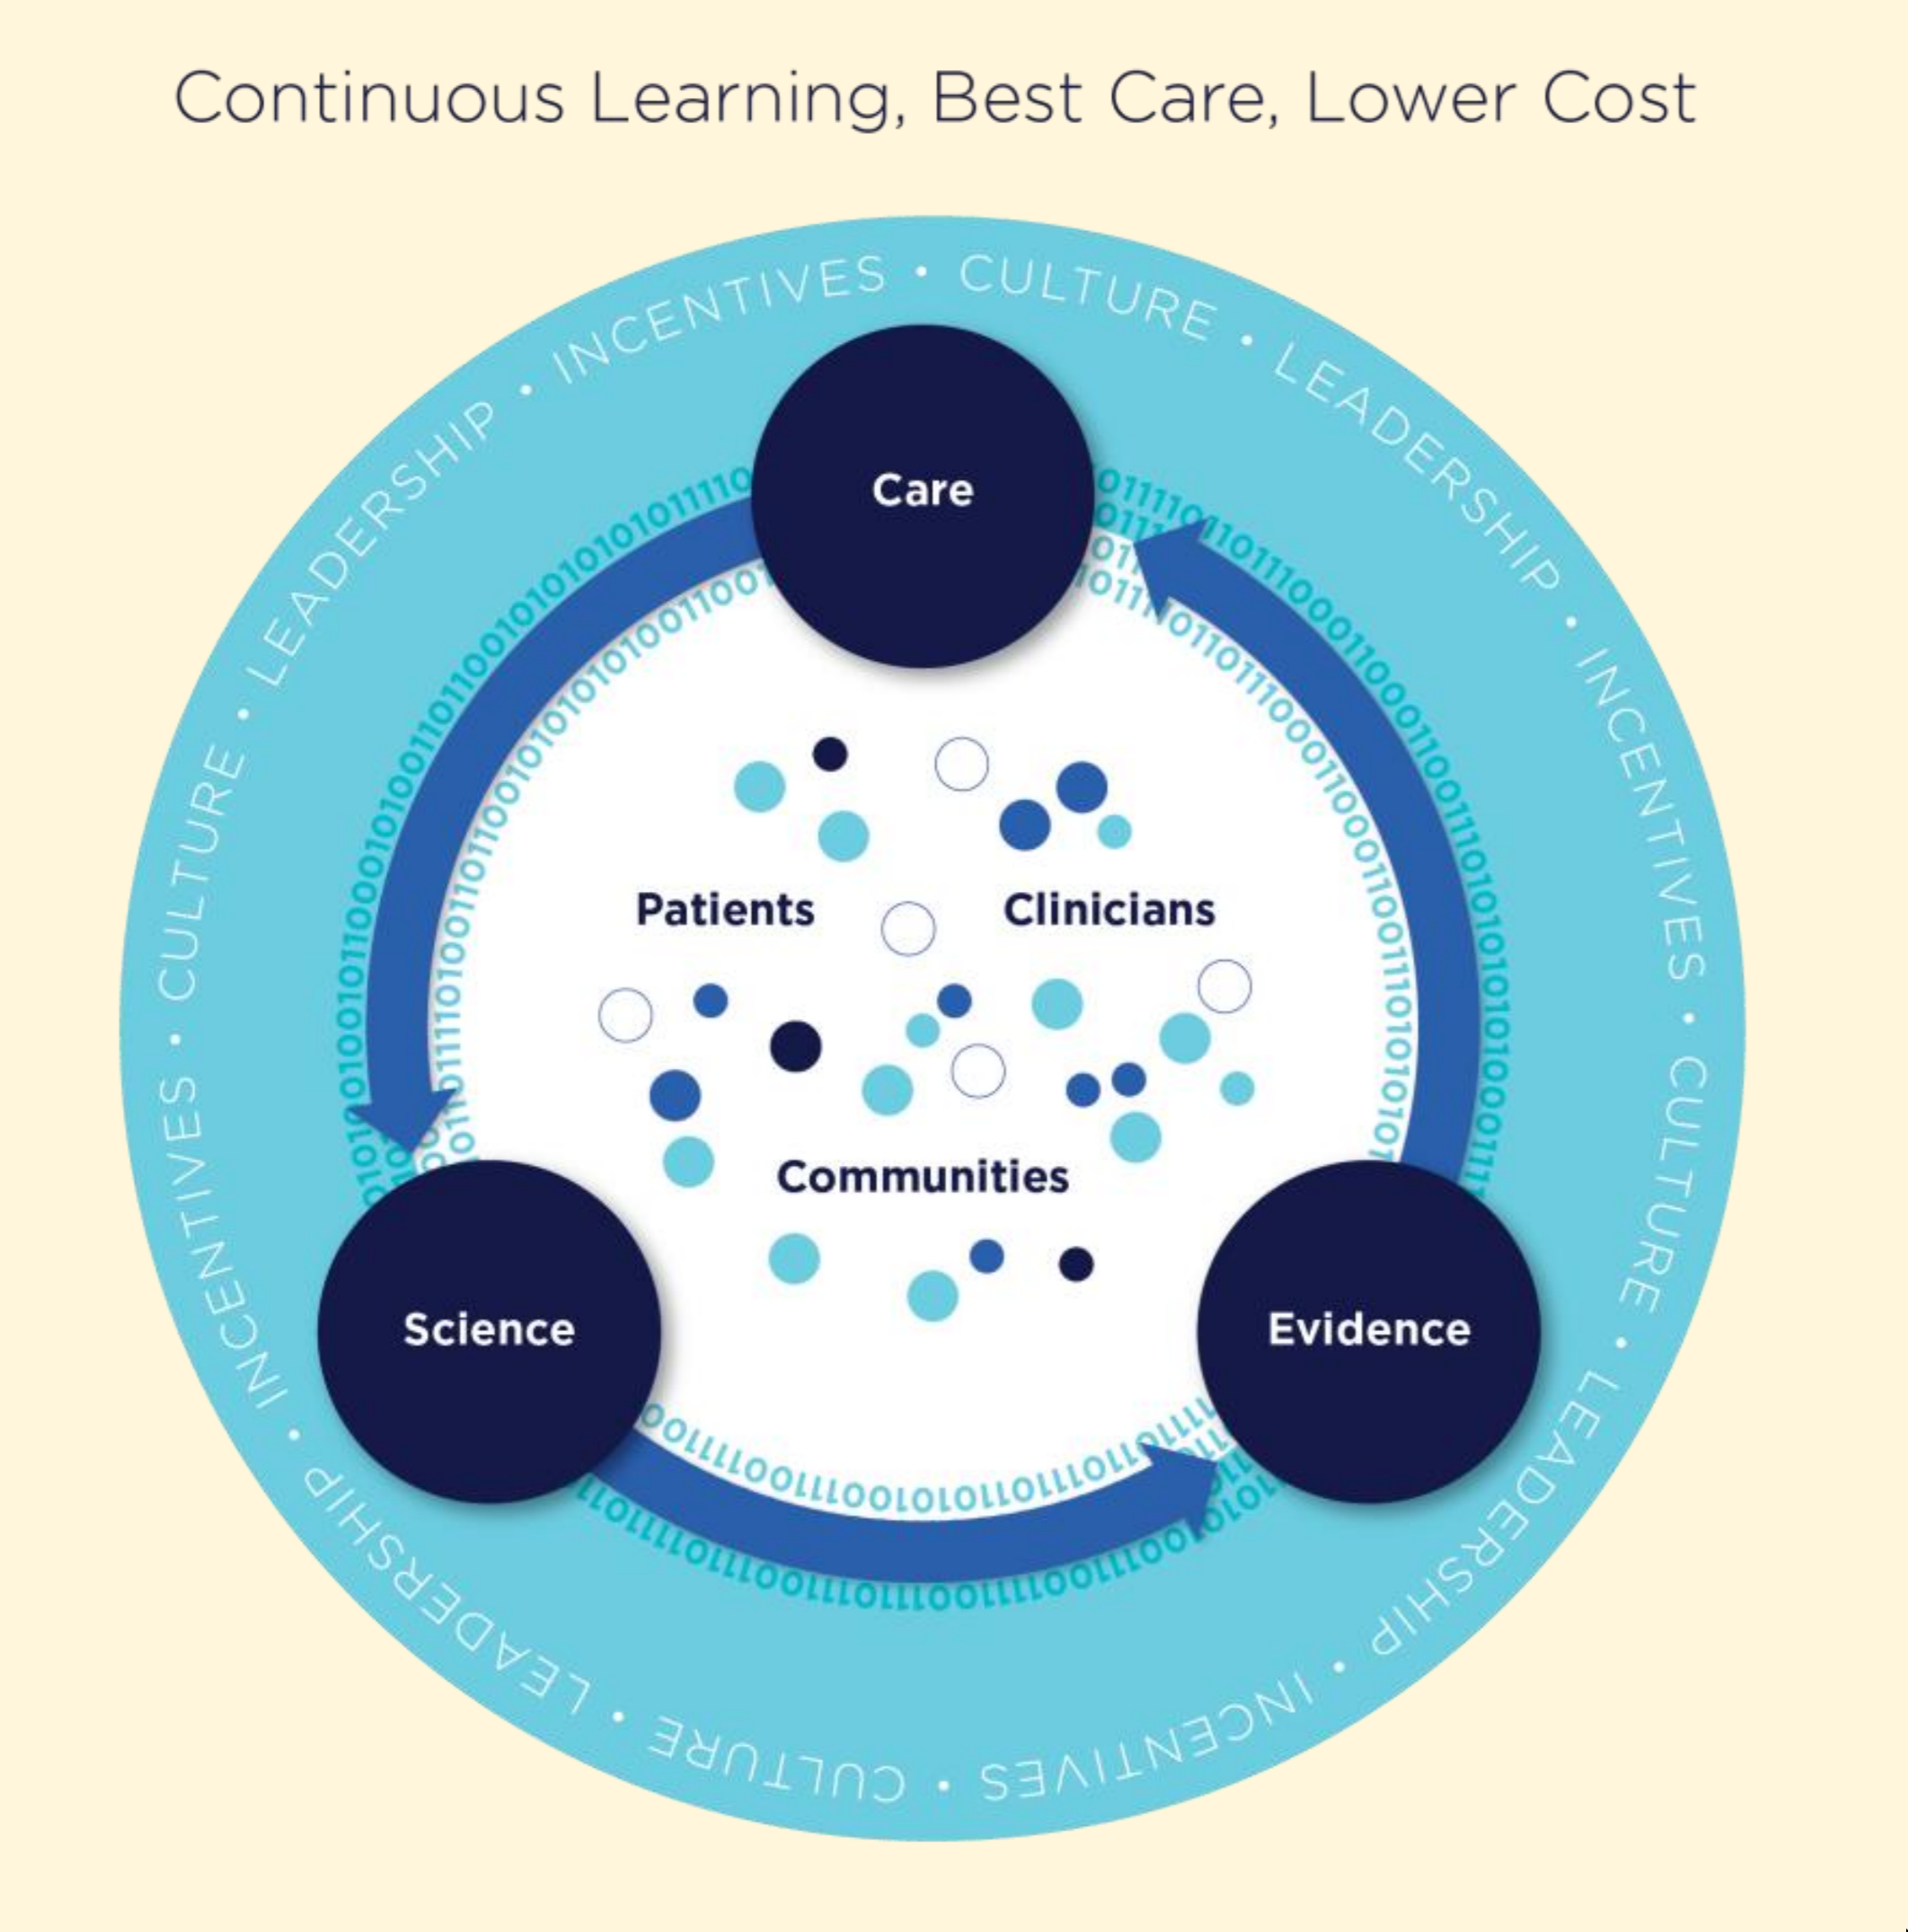 Continuous Learning, Best Care, Lower Cost
INCENTIVES • CULTURE • LEADERSHIP • INCENTIVES • CULTURE • LEADERSHIP • INCENTIVES • CULTURE • LEADERSHIP • INCENTIVES • CULTURE • LEADERSHIP •
Care
Patients
Clinicians
Communities
Science
Evidence